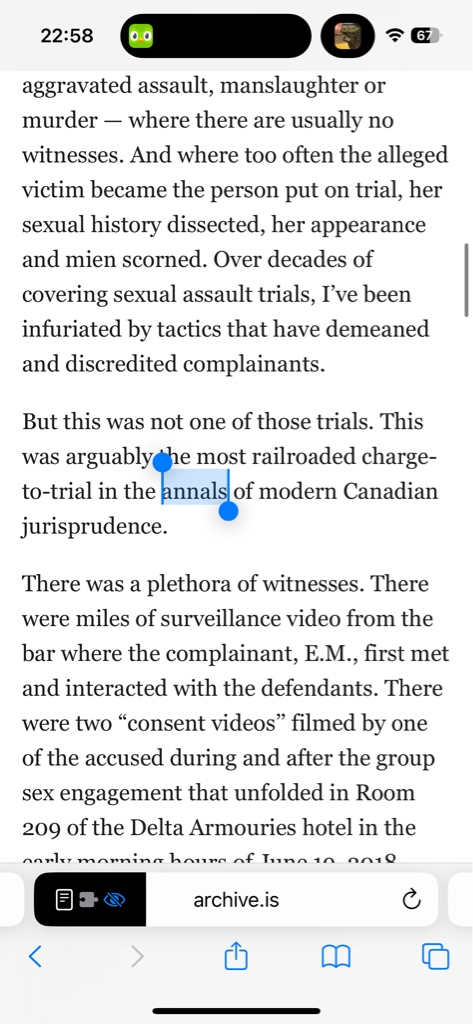 22:58
67
aggravated assault, manslaughter or
murder — where there are usually no
witnesses. And where too often the alleged
victim became the person put on trial, her
sexual history dissected, her appearance
and mien scorned. Over decades of
covering sexual assault trials, I’ve been
infuriated by tactics that have demeaned
and discredited complainants.
But this was not one of those trials. This
was arguably the most railroaded charge-
to-trial in the annals of modern Canadian
jurisprudence.
There was a plethora of witnesses. There
were miles of surveillance video from the
bar where the complainant, E.M., first met
and interacted with the defendants. There
were two “consent videos” filmed by one
of the accused during and after the group
sex engagement that unfolded in Room
209 of the Delta Armouries hotel in the
early morning hours of June 19, 2018
archive.is